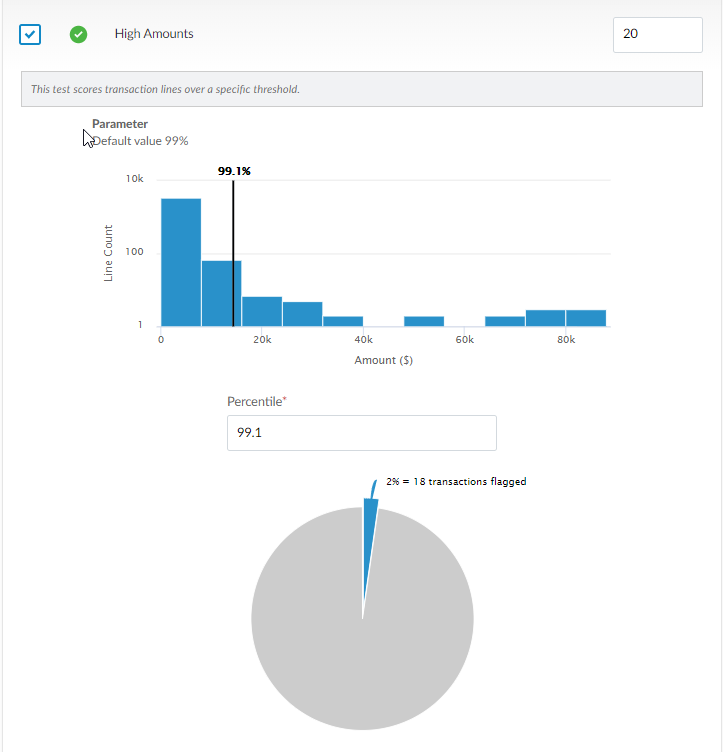 High Amounts
20
This test scores transaction lines over a specific threshold.
Parameter
Default value 99%
99.1%
10k
100
1
Line Count
0
20k
40k
60k
80k
Amount ($)
Percentile*
99.1
2% = 18 transactions flagged